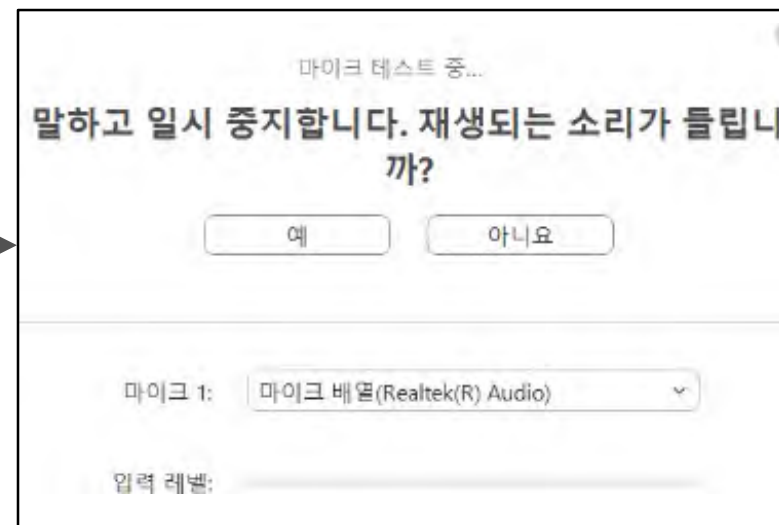 마이크 테스트 중...
말하고 일시 중지합니다. 재생되는 소리가 들립니
까?
예 아니요
마이크 1: 마이크 배열(Realtek(R) Audio)
입력 레벨: